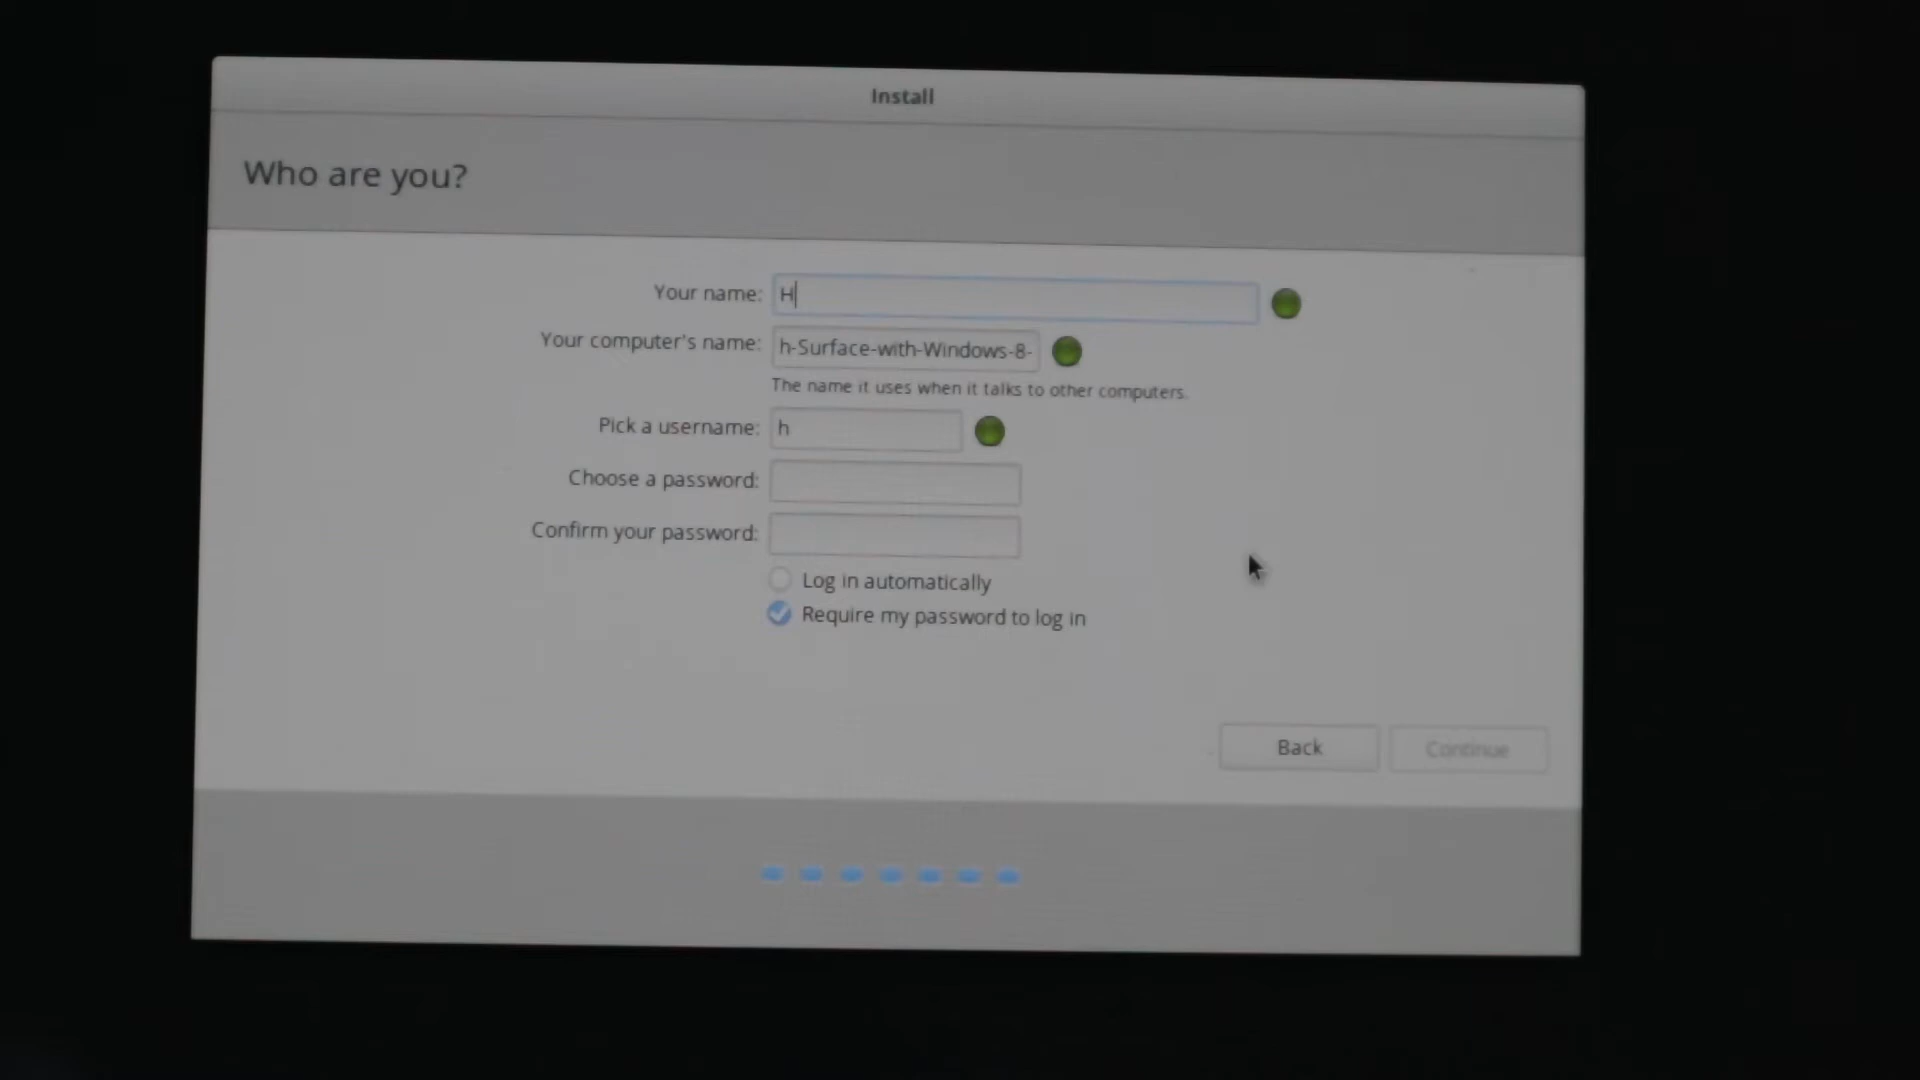 Install
Who are you?
Your name: H
Your computer's name: h-Surface-with-Windows-8-
The name it uses when it talks to other computers.
Pick a username: h
Choose a password:
Confirm your password:
Log in automatically
Require my password to log in
Back Continue